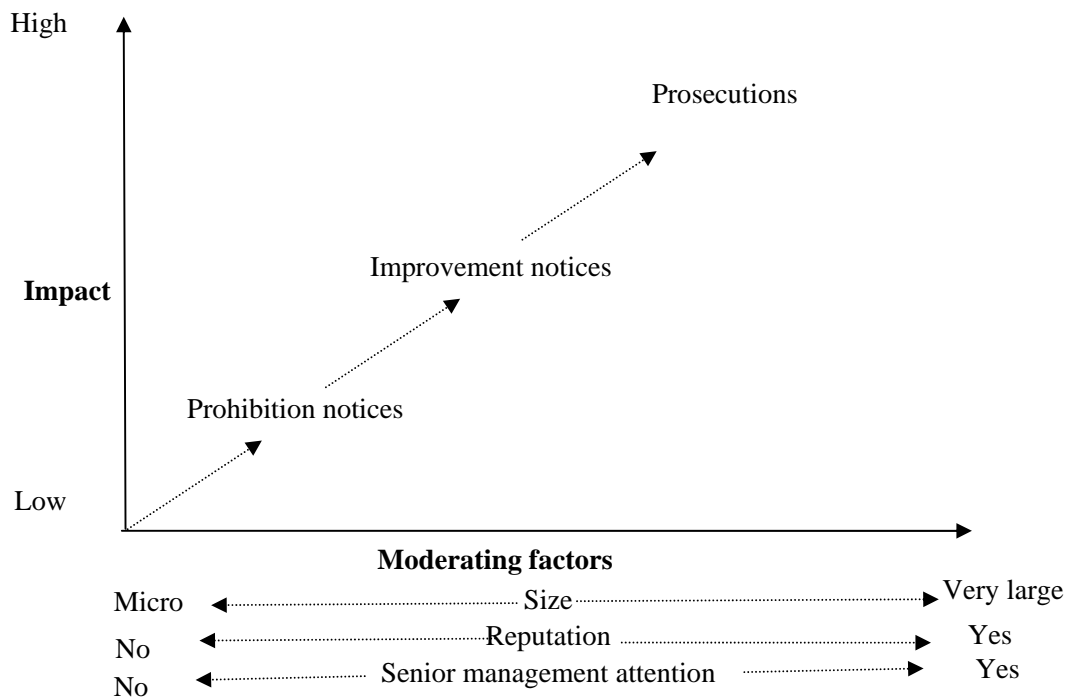 High
Prosecutions
Improvement notices
Impact
Prohibition notices
Low
Moderating factors
Micro Size Very large
No Reputation Yes
No Senior management attention Yes